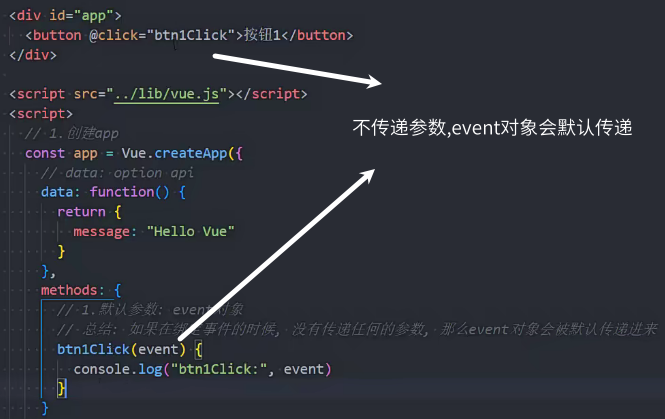 <div id="app">
<button @click="btn1Click">按钮1</button>
</div>
<script src="../lib/vue.js"></script>
<script>
// 1.创建app
const app = Vue.createApp({
// data: option api
data: function() {
return {
message: "Hello Vue"
}
},
methods: {
// 1.默认参数: event对象
// 总结: 如果在绑定事件的时候, 没有传递任何的参数, 那么event对象会被默认传递进来
btn1Click(event) {
console.log("btn1Click:", event)
}
}
不传递参数,event对象会默认传递